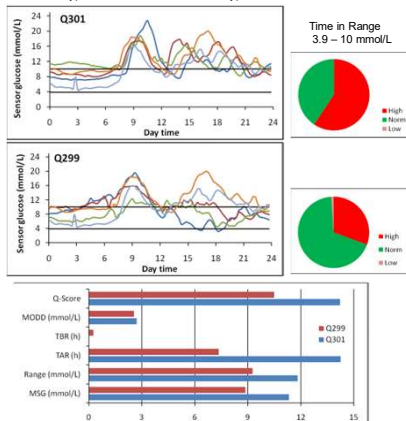 Q301
Sensor glucose (mmol/L)
24
20
16
12
8
4
0
0 3 6 9 12 15 18 21 24
Day time
Time in Range
3.9 – 10 mmol/L
High
Norm
Low
Q299
Sensor glucose (mmol/L)
24
20
16
12
8
4
0
0 3 6 9 12 15 18 21 24
Day time
High
Norm
Low
Q-Score
MODD (mmol/L)
TBR (h)
TAR (h)
Range (mmol/L)
MSG (mmol/L)
Q299
Q301
0 3 6 9 12 15